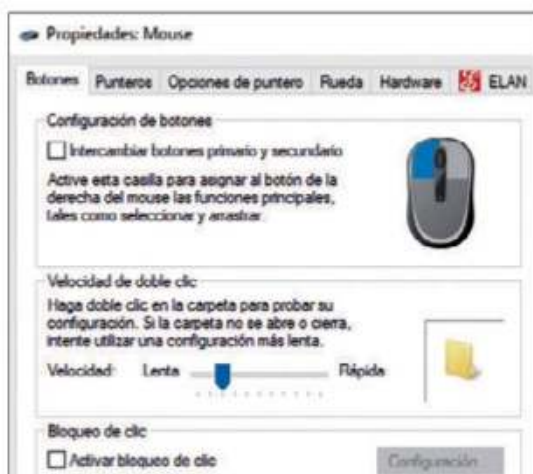 Propiedades: Mouse
Botones Punteros Opciones de puntero Rueda Hardware ELAN
Configuración de botones
Intercambiar botones primario y secundario
Active esta casilla para asignar al botón de la
derecha del mouse las funciones principales,
tales como seleccionar y arrastrar.
Velocidad de doble clic
Haga doble clic en la carpeta para probar su
configuración. Si la carpeta no se abre o cierra,
intente utilizar una configuración más lenta.
Velocidad: Lenta Rápida
Bloqueo de clic
Activar bloqueo de clic Configuración...